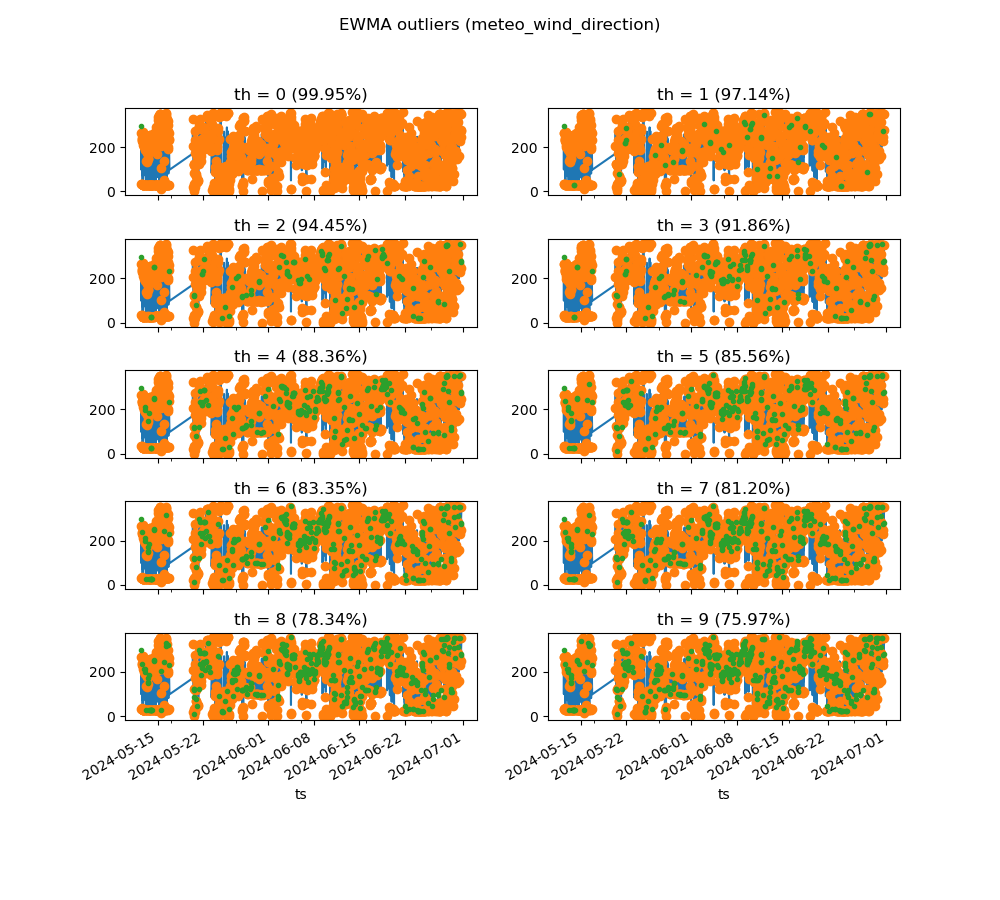 EWMA outliers (meteo_wind_direction)
th = 0 (99.95%)
th = 1 (97.14%)
200
0
200
0
th = 2 (94.45%)
th = 3 (91.86%)
200
0
200
0
th = 4 (88.36%)
th = 5 (85.56%)
200
0
200
0
th = 6 (83.35%)
th = 7 (81.20%)
200
0
200
0
th = 8 (78.34%)
th = 9 (75.97%)
200
0
200
0
2024-05-15
2024-05-22
2024-06-01
2024-06-08
2024-06-15
2024-06-22
2024-07-01
ts
2024-05-15
2024-05-22
2024-06-01
2024-06-08
2024-06-15
2024-06-22
2024-07-01
ts